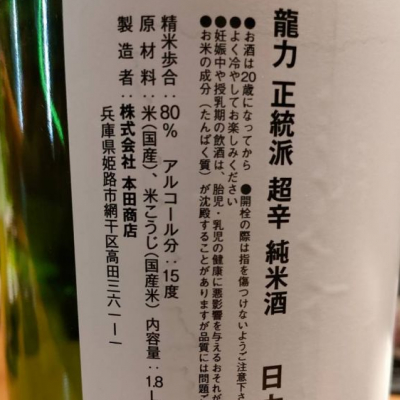 龍力 正統派 超辛 純米酒
●お酒は20歳になってから ●開栓の際は指を傷つけないようご注意下さ
●よく冷やしてお楽しみください
●妊娠中や授乳期の飲酒は、胎児・乳児の健康に悪影響を与えるおそれが
●お米の成分（たんぱく質）が沈殿することがありますが品質には問題ご
精米歩合：80％ アルコール分：15度
原材料：米（国産）、米こうじ（国産米） 内容量：1.8L
製造者：株式会社 本田商店
兵庫県姫路市網干区高田三六一ー一